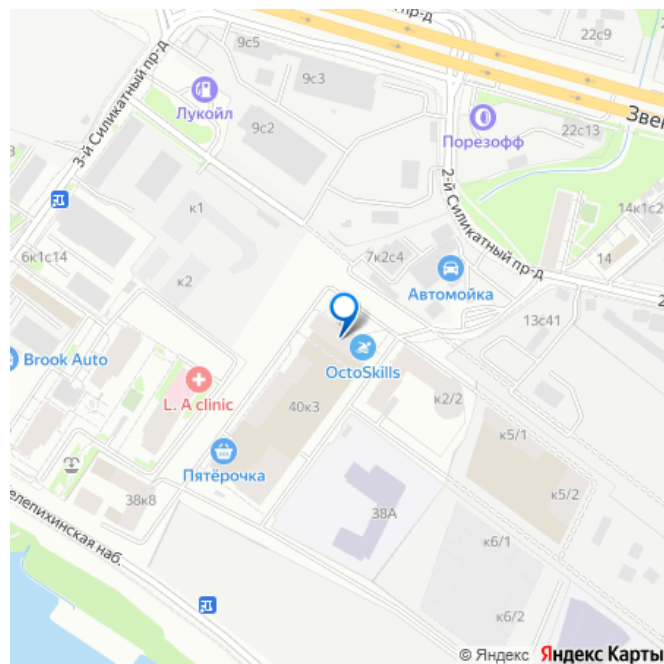 пр-д
22с9
9с5
9с3
Лукойл
9с2
Порезофф
22с13
3-й Силикатный пр-д
2-й Силикатный пр-д
к1
14к1с2
6к1с14
к2
7к2с4
14
Автомойка
13с41
Brook Auto
OctoSkills
L. A clinic
к2/2
40к3
к5/1
Пятёрочка
38к8
к5/2
38А
к6/1
елепихинская наб.
к6/2
© Яндекс Яндекс Карты